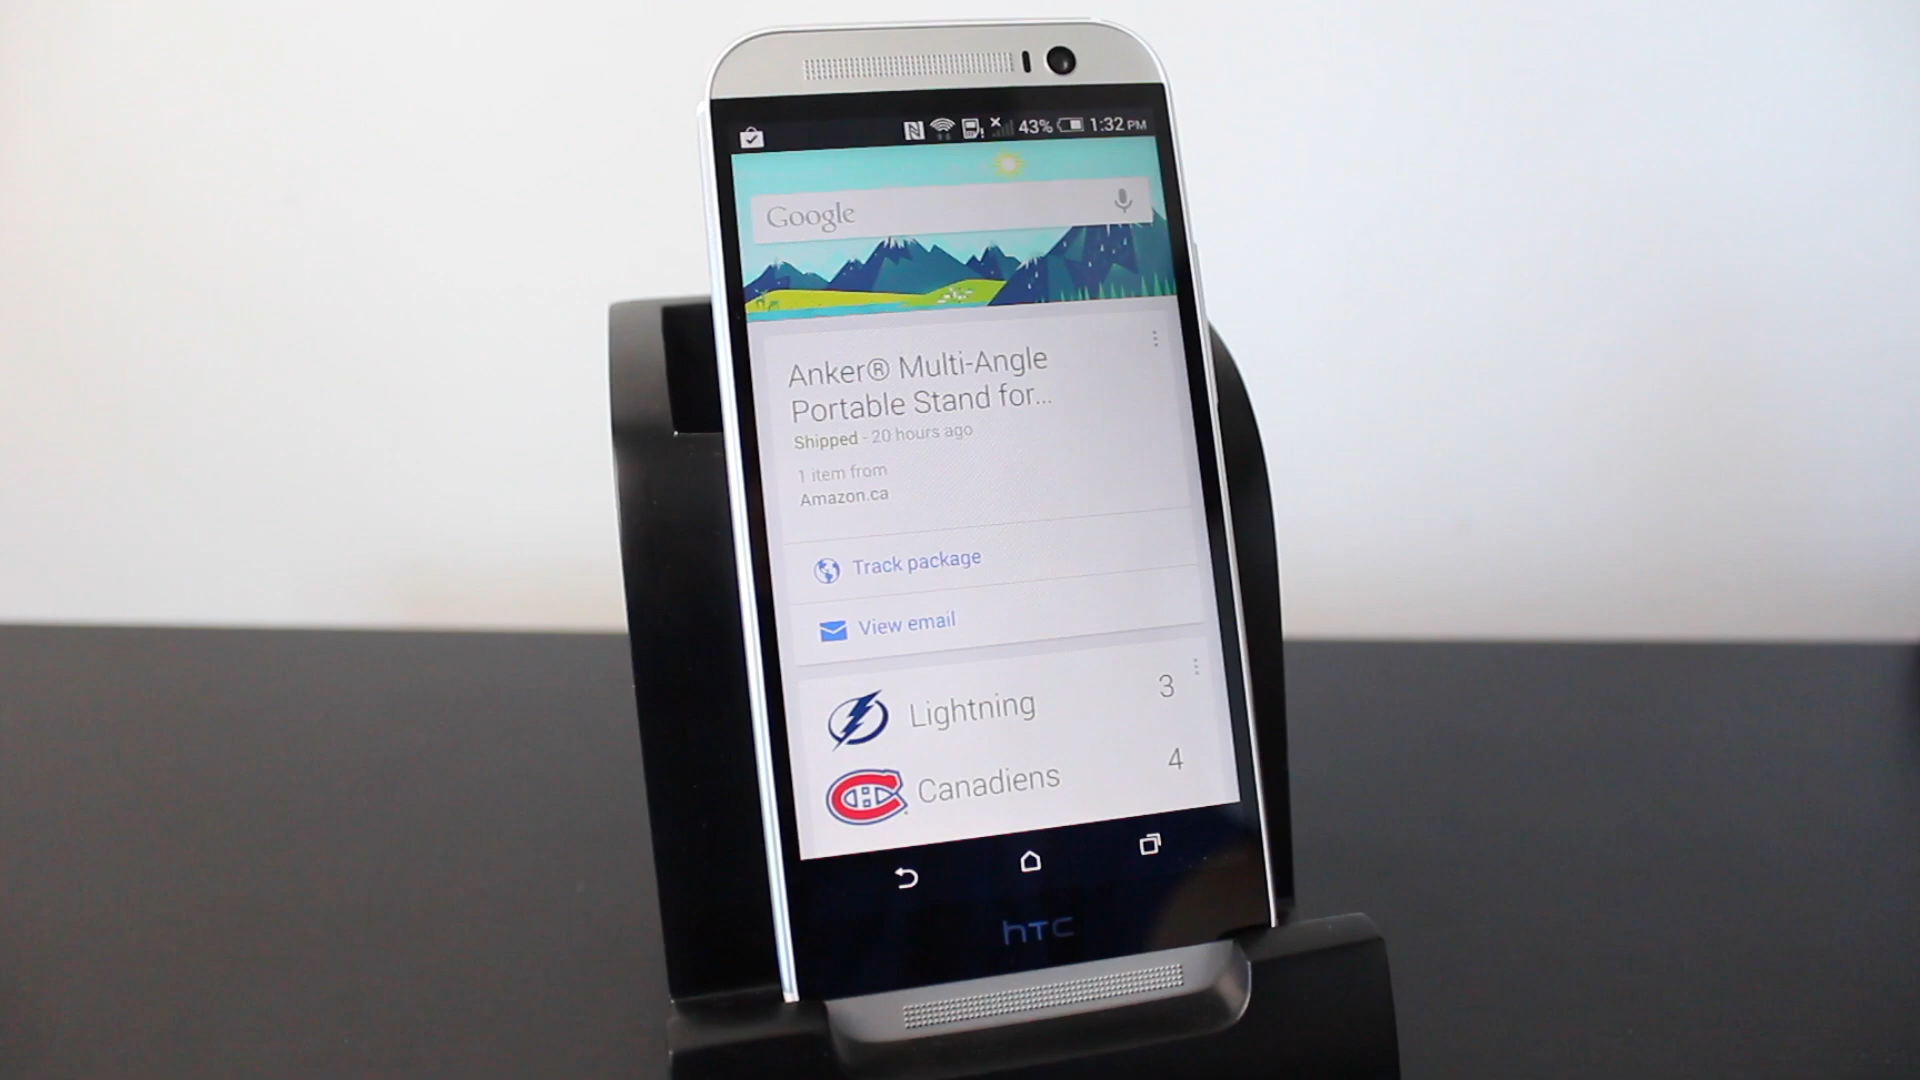 43% 1:32 PM
Google
Anker® Multi-Angle
Portable Stand for...
Shipped - 20 hours ago
1 item from
Amazon.ca
Track package
View email
Lightning 3
Canadiens 4
hTC